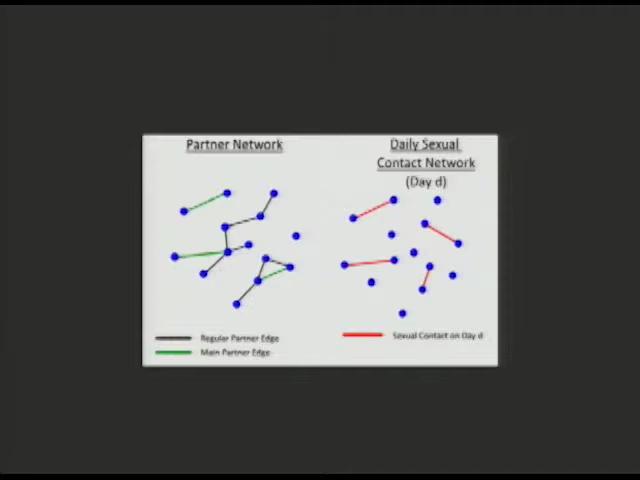 Partner Network
Daily Sexual
Contact Network
(Day d)
Regular Partner Edge
Main Partner Edge
Sexual Contact on Day d